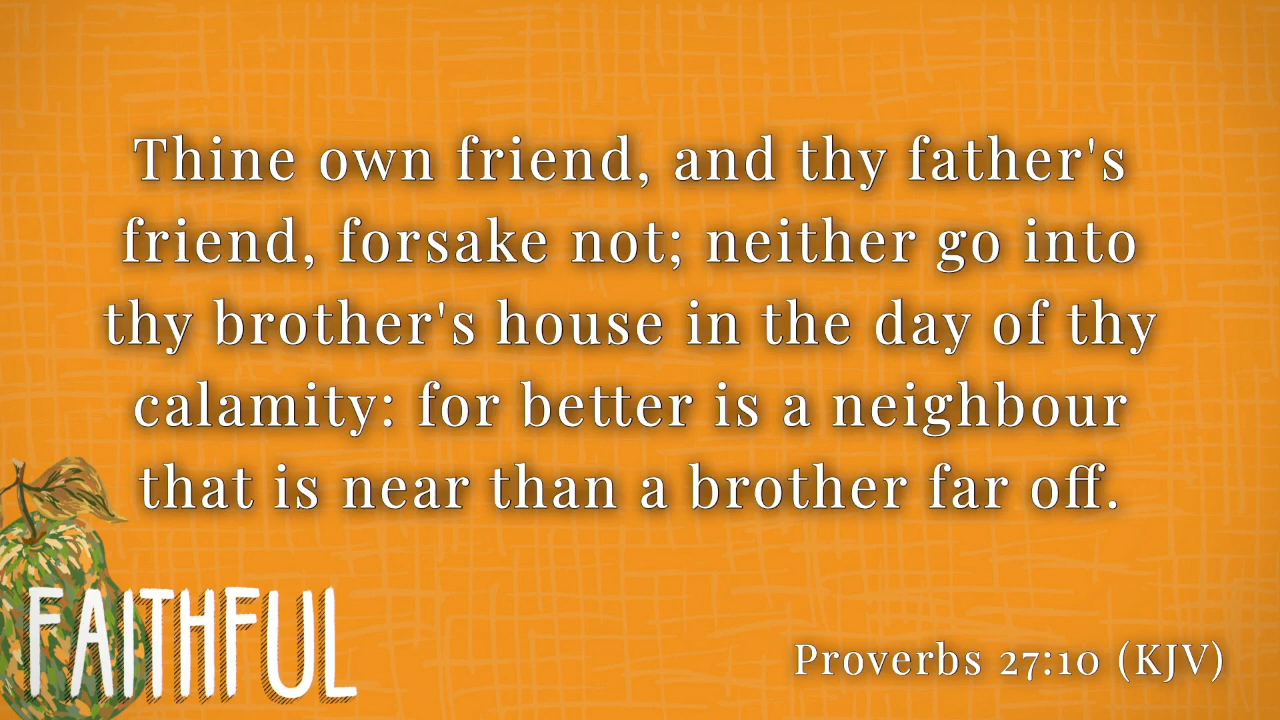 Thine own friend, and thy father's
friend, forsake not; neither go into
thy brother's house in the day of thy
calamity: for better is a neighbour
that is near than a brother far off.
FAITHFUL
Proverbs 27:10 (KJV)